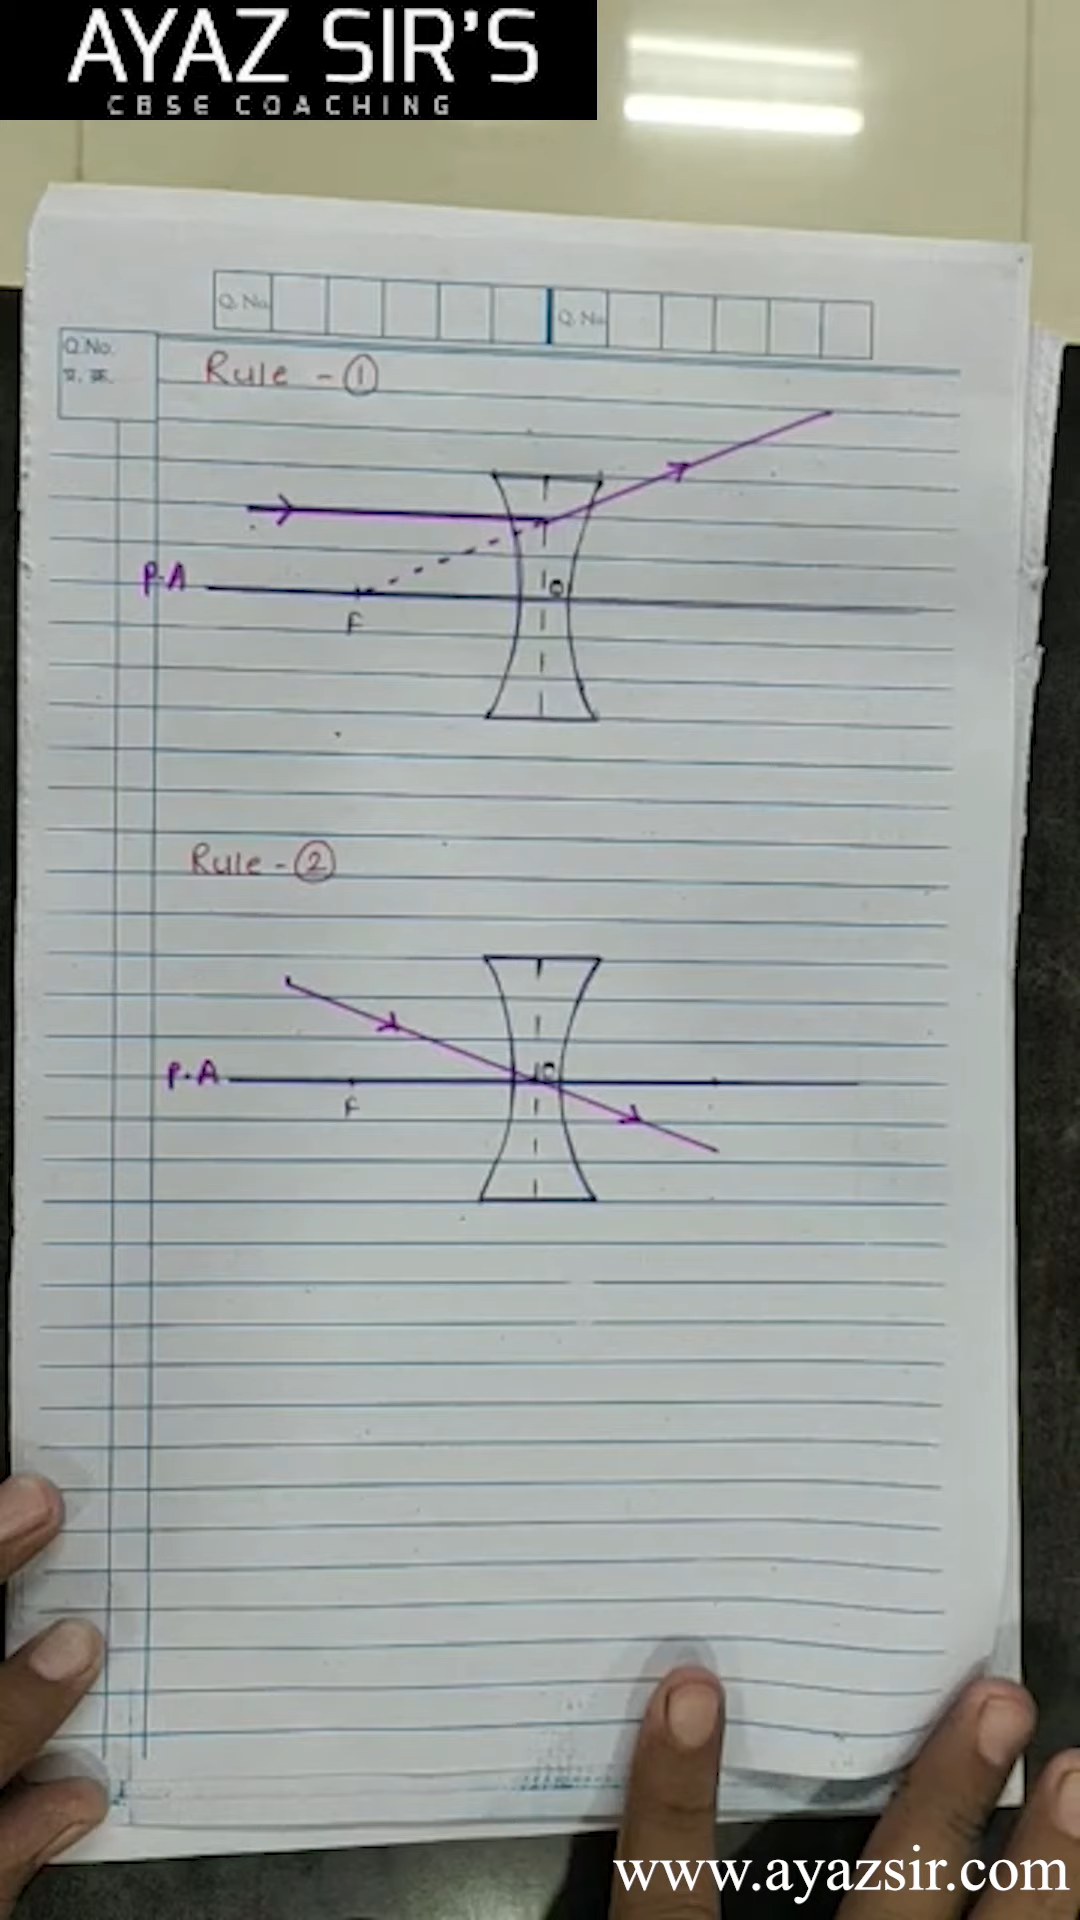 AYAZ SIR'S
CBSE COACHING
Q.No. Q.No.
Q.No.
प्र. क्र.
Rule - ①
P.A
O
F
Rule - ②
P.A
O
F
www.ayazsir.com